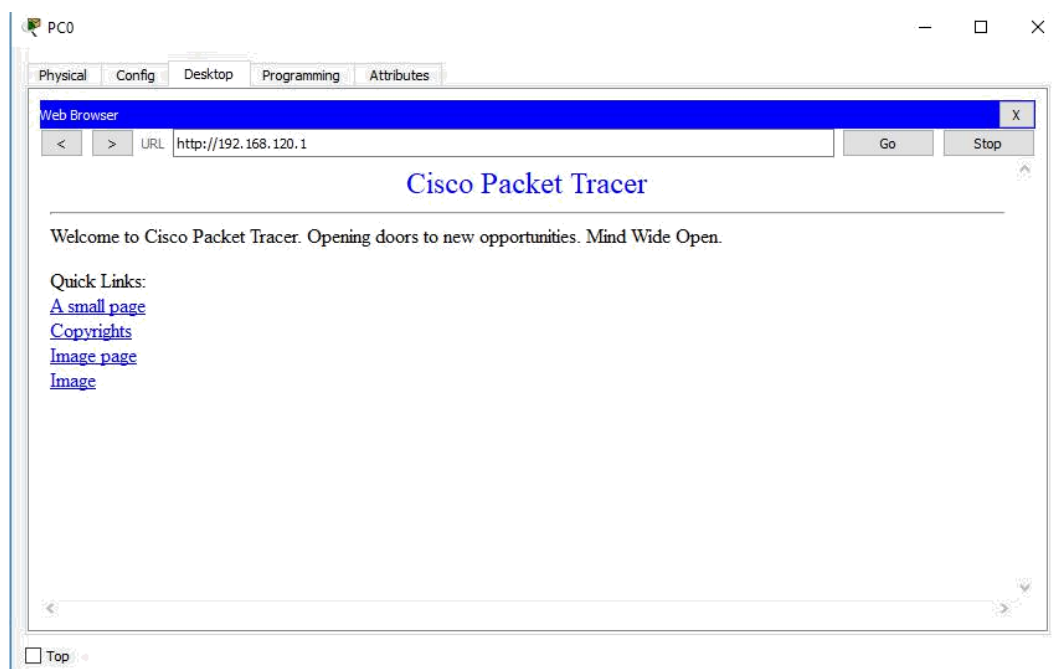 PC0
Physical Config Desktop Programming Attributes
Web Browser X
< > URL http://192.168.120.1 Go Stop
Cisco Packet Tracer
Welcome to Cisco Packet Tracer. Opening doors to new opportunities. Mind Wide Open.
Quick Links:
A small page
Copyrights
Image page
Image
Top